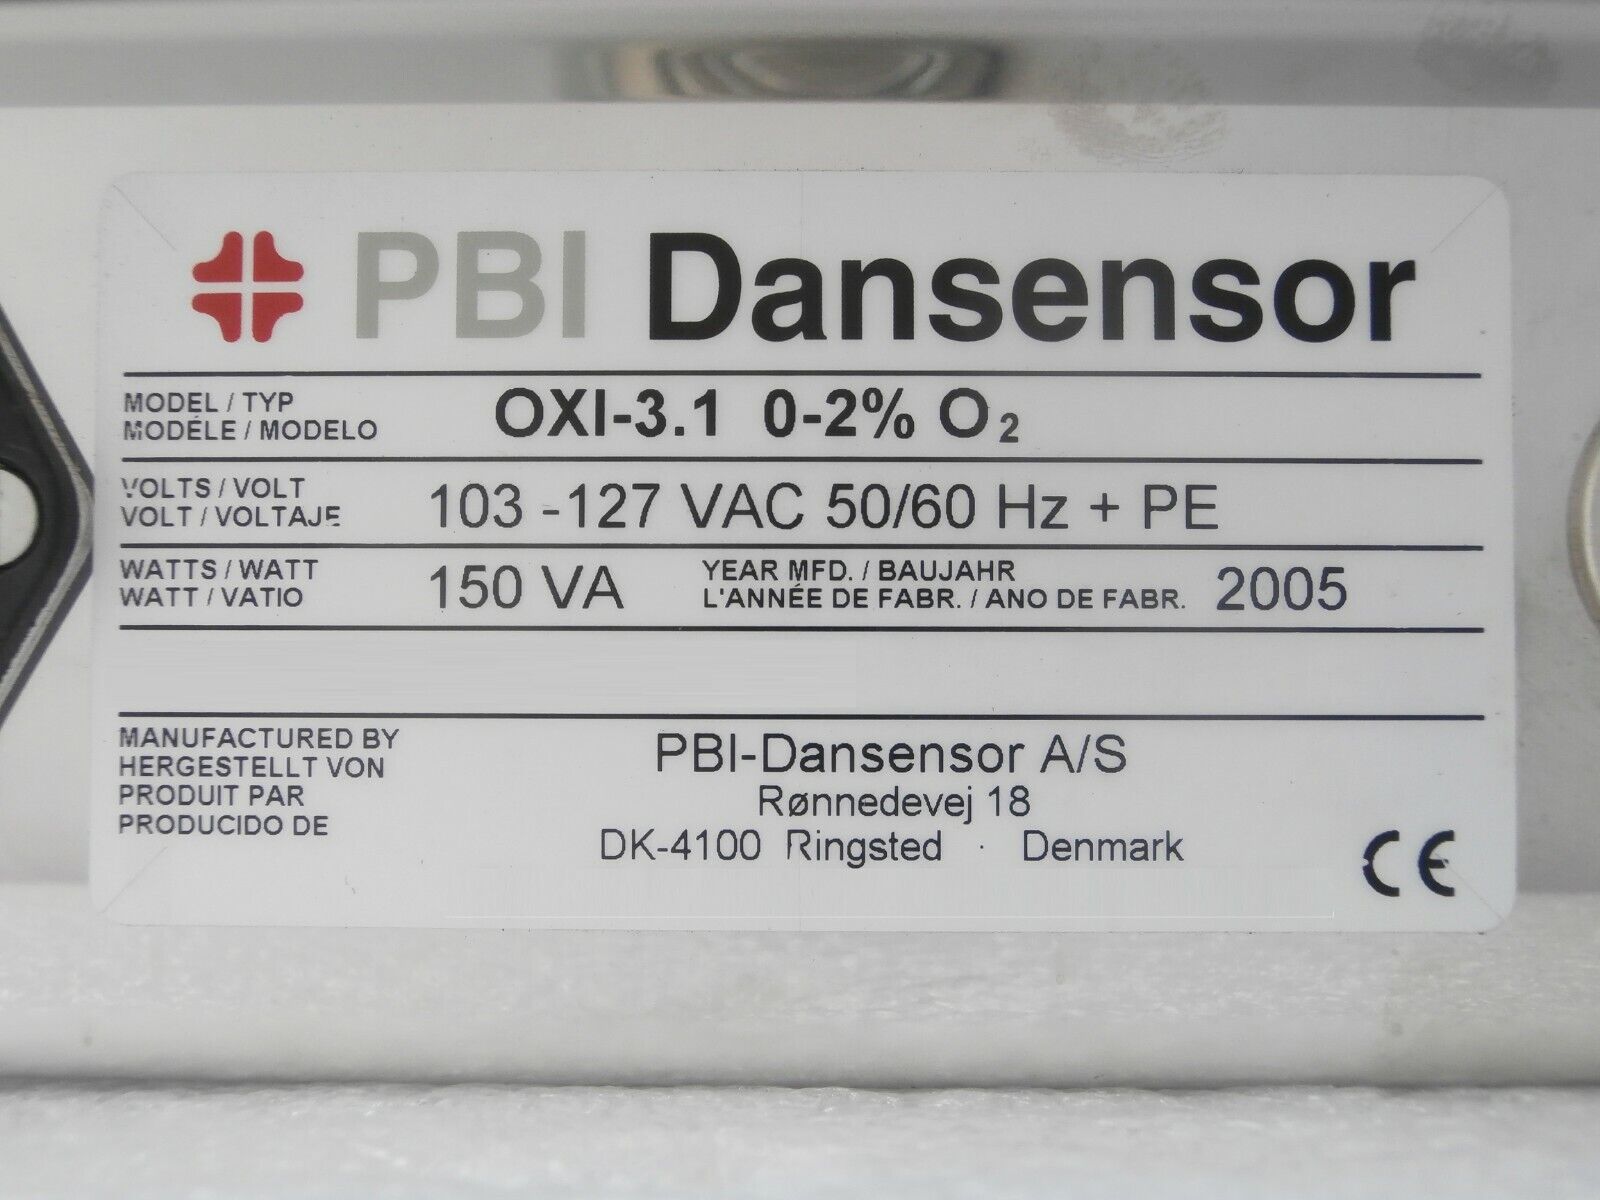 PBI Dansensor
MODEL / TYP
MODÉLE / MODELO
OXI-3.1 0-2% O₂
VOLTS / VOLT
VOLT / VOLTAJE
103 -127 VAC 50/60 Hz + PE
WATTS / WATT
WATT / VATIO
150 VA
YEAR MFD. / BAUJAHR
L'ANNÉE DE FABR. / ANO DE FABR.
2005
MANUFACTURED BY
HERGESTELLT VON
PRODUIT PAR
PRODUCIDO DE
PBI-Dansensor A/S
Rønnedevej 18
DK-4100 Ringsted · Denmark
CE